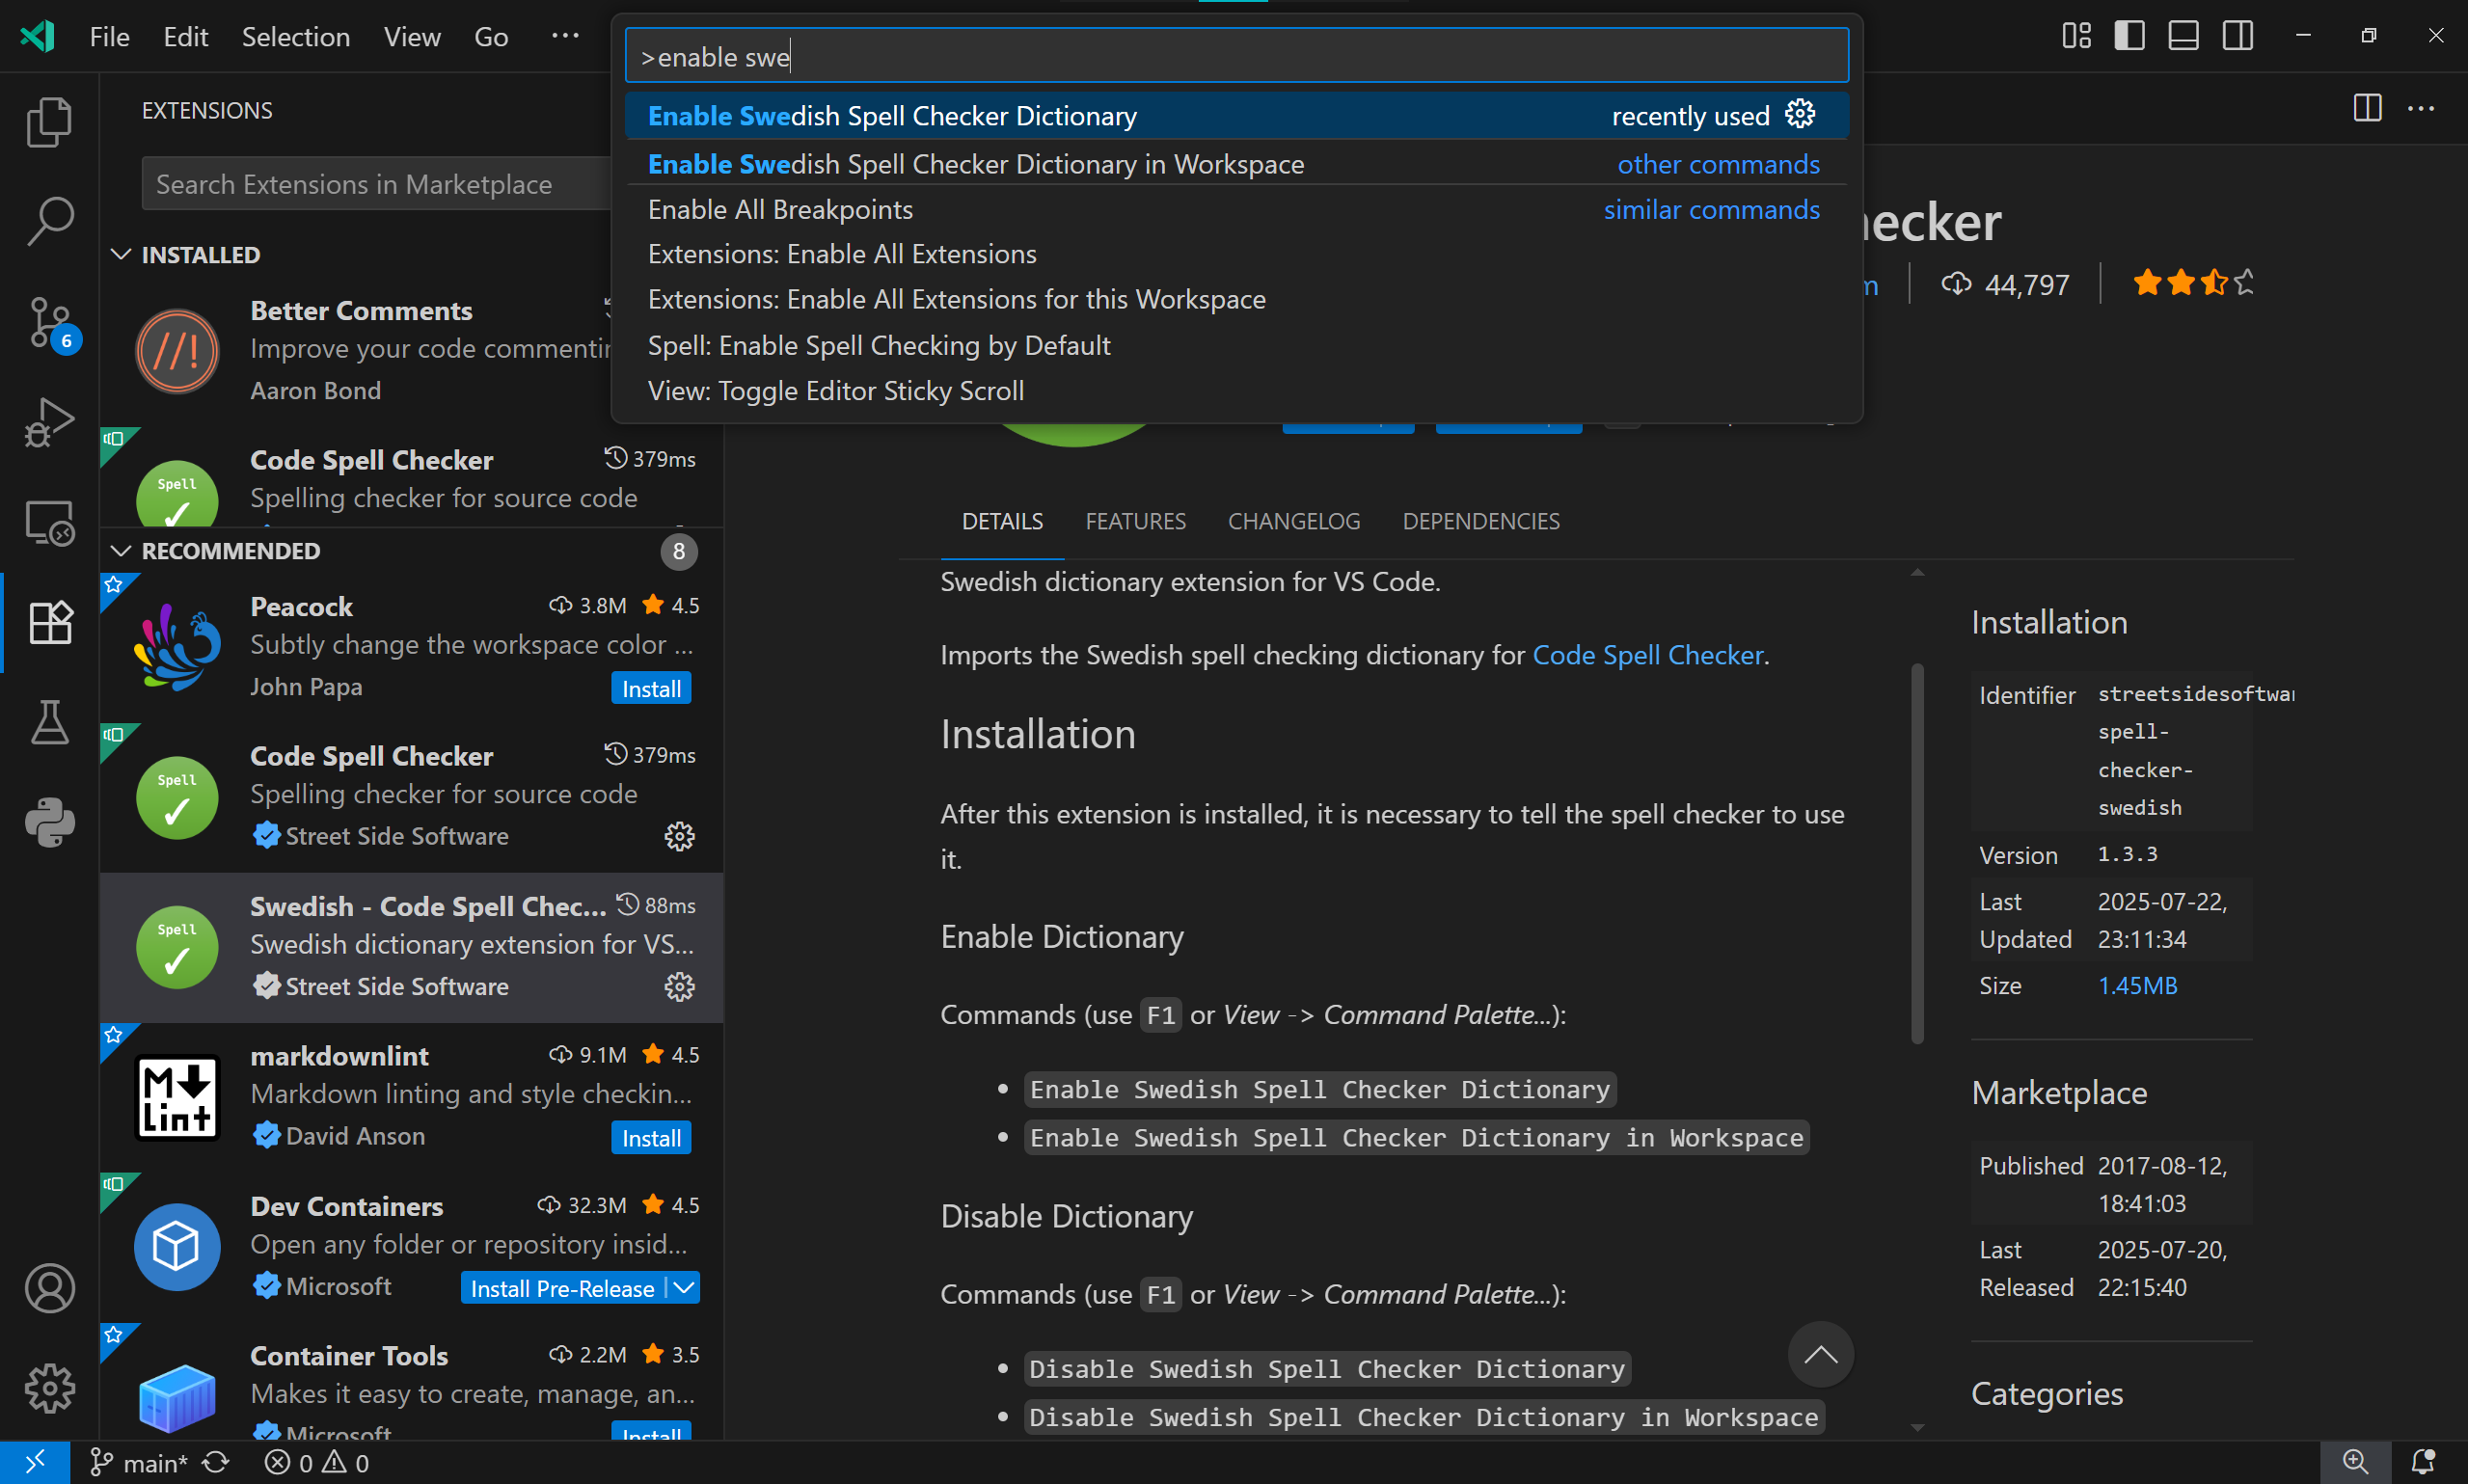 File Edit Selection View Go ···
>enable swe
Enable Swedish Spell Checker Dictionary recently used
Enable Swedish Spell Checker Dictionary in Workspace other commands
Enable All Breakpoints similar commands
Extensions: Enable All Extensions
Extensions: Enable All Extensions for this Workspace
Spell: Enable Spell Checking by Default
View: Toggle Editor Sticky Scroll
EXTENSIONS
Search Extensions in Marketplace
INSTALLED
Better Comments
Improve your code commentin
Aaron Bond
Code Spell Checker 379ms
Spelling checker for source code
Spell
RECOMMENDED 8
Peacock 3.8M 4.5
Subtly change the workspace color ...
John Papa Install
Code Spell Checker 379ms
Spelling checker for source code
Spell
Street Side Software
Swedish - Code Spell Chec... 88ms
Swedish dictionary extension for VS...
Spell
Street Side Software
markdownlint 9.1M 4.5
Markdown linting and style checkin...
M
Lint
David Anson Install
Dev Containers 32.3M 4.5
Open any folder or repository insid...
Microsoft Install Pre-Release
Container Tools 2.2M 3.5
Makes it easy to create, manage, an...
Microsoft Install
6
ecker
m 44,797
DETAILS FEATURES CHANGELOG DEPENDENCIES
Swedish dictionary extension for VS Code.
Imports the Swedish spell checking dictionary for Code Spell Checker.
Installation
After this extension is installed, it is necessary to tell the spell checker to use
it.
Enable Dictionary
Commands (use F1 or View -> Command Palette...):
• Enable Swedish Spell Checker Dictionary
• Enable Swedish Spell Checker Dictionary in Workspace
Disable Dictionary
Commands (use F1 or View -> Command Palette...):
• Disable Swedish Spell Checker Dictionary
• Disable Swedish Spell Checker Dictionary in Workspace
Installation
Identifier streetsidesoftwar
spell-
checker-
swedish
Version 1.3.3
Last 2025-07-22,
Updated 23:11:34
Size 1.45MB
Marketplace
Published 2017-08-12,
18:41:03
Last 2025-07-20,
Released 22:15:40
Categories
main* 0 0